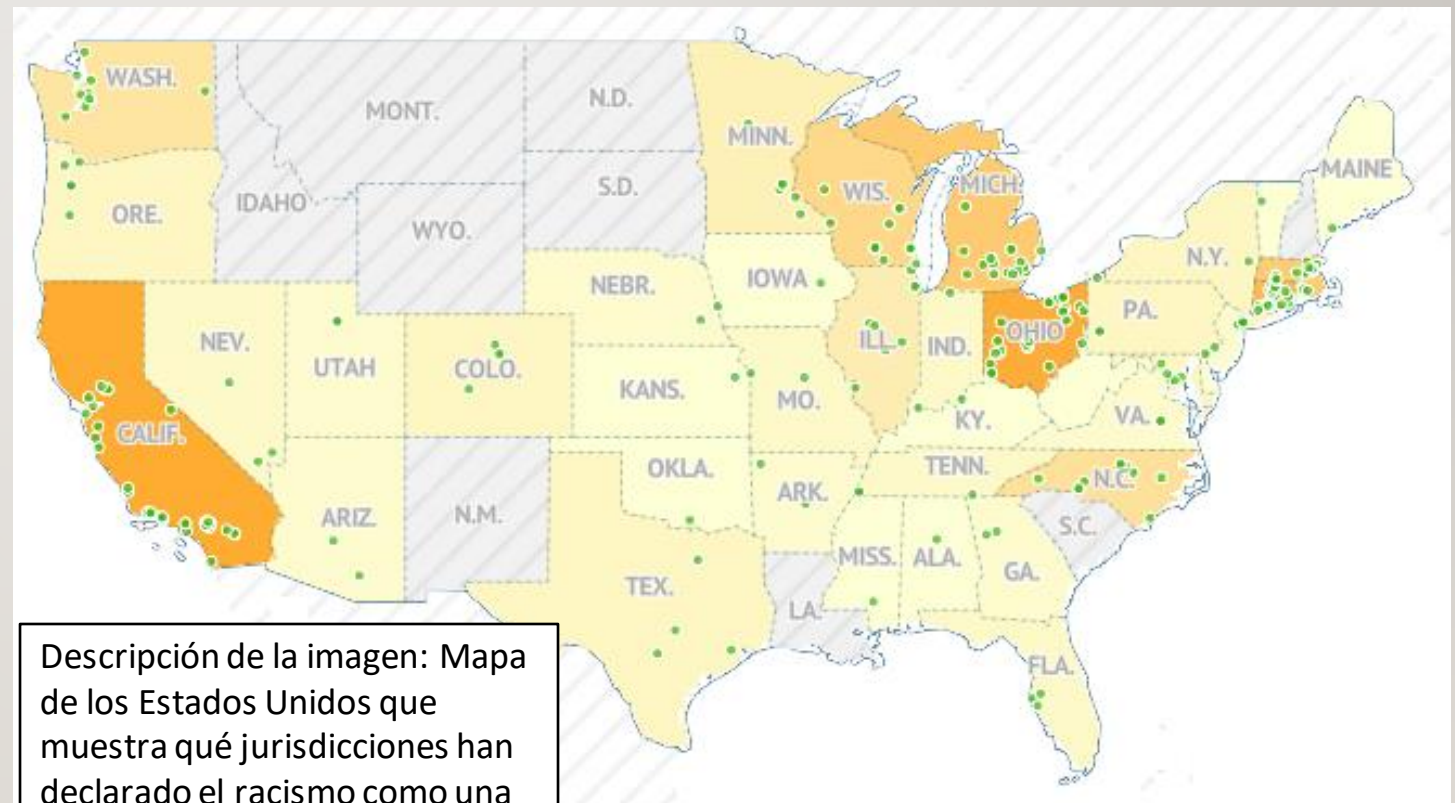 WASH.
MONT.
N.D.
MINN.
MAINE
ORE.
IDAHO
S.D.
WIS.
MICH.
WYO.
N.Y.
NEBR.
IOWA
PA.
NEV.
UTAH
COLO.
ILL.
IND.
OHIO
KANS.
MO.
KY.
VA.
CALIF.
OKLA.
TENN.
N.C.
ARIZ.
N.M.
ARK.
S.C.
MISS.
ALA.
GA.
TEX.
LA.
FLA.
Descripción de la imagen: Mapa
de los Estados Unidos que
muestra qué jurisdicciones han
declarado el racismo como una